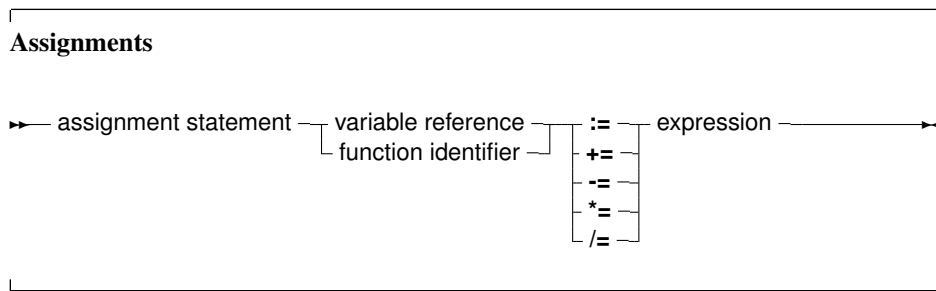 Assignments
assignment statement variable reference := expression
function identifier +=
-=
*=
/=